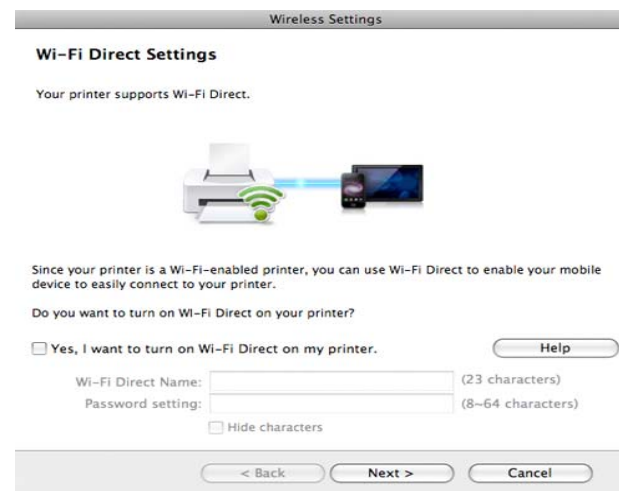 Wireless Settings
Wi-Fi Direct Settings
Your printer supports Wi-Fi Direct.
Since your printer is a Wi-Fi-enabled printer, you can use Wi-Fi Direct to enable your mobile
device to easily connect to your printer.
Do you want to turn on Wi-Fi Direct on your printer?
Yes, I want to turn on Wi-Fi Direct on my printer.
Help
Wi-Fi Direct Name: (23 characters)
Password setting: (8~64 characters)
Hide characters
< Back Next > Cancel